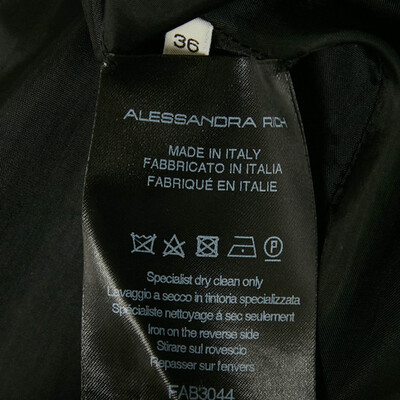 36
ALESSANDRA RICH
MADE IN ITALY
FABBRICATO IN ITALIA
FABRIQUÉ EN ITALIE
P
Specialist dry clean only
Lavaggio a secco in tintoria specializzata
Spécialiste nettoyage á sec seulement
Iron on the reverse side
Stirare sul rovescio
Repasser sur l'envers
FAB3044